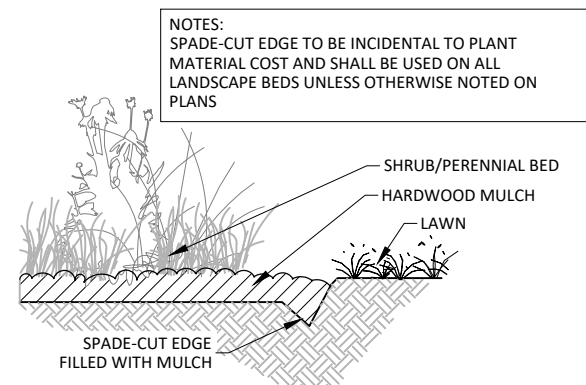 NOTES:
SPADE-CUT EDGE TO BE INCIDENTAL TO PLANT
MATERIAL COST AND SHALL BE USED ON ALL
LANDSCAPE BEDS UNLESS OTHERWISE NOTED ON
PLANS
SHRUB/PERENNIAL BED
HARDWOOD MULCH
LAWN
SPADE-CUT EDGE
FILLED WITH MULCH